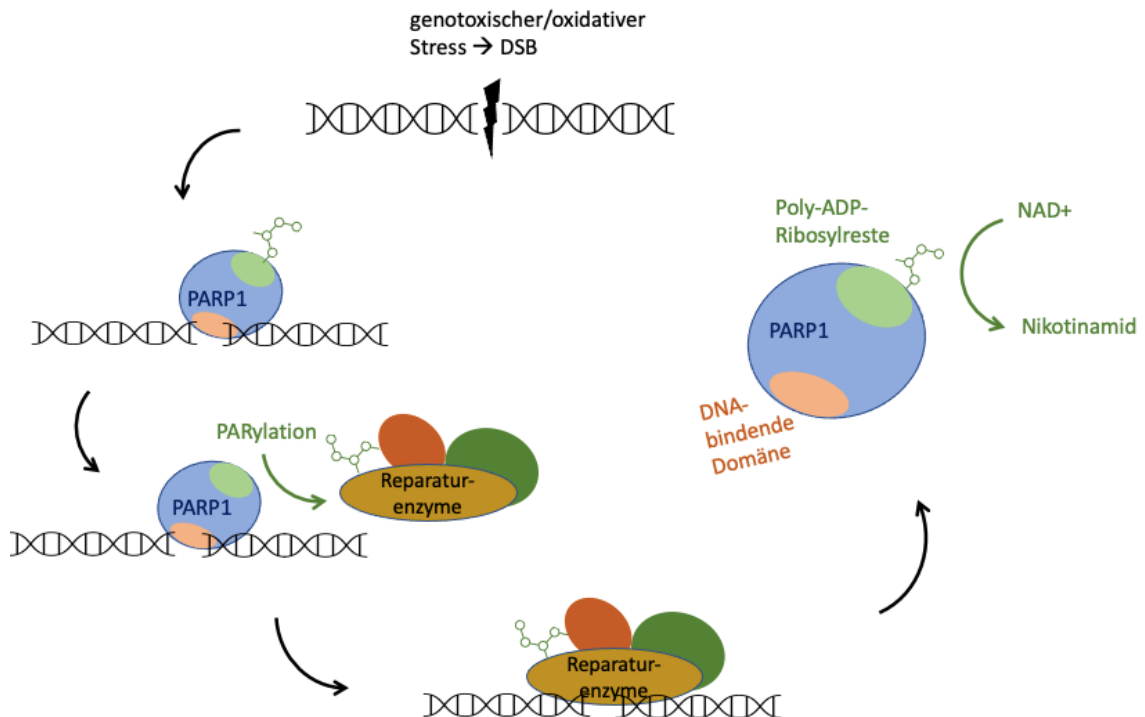 genotoxischer/oxidativer
Stress → DSB
PARP1
PARylation
PARP1
Reparatur-
enzyme
Reparatur-
enzyme
Poly-ADP-
Ribosylreste
NAD+
PARP1
Nikotinamid
DNA-
bindende
Domäne